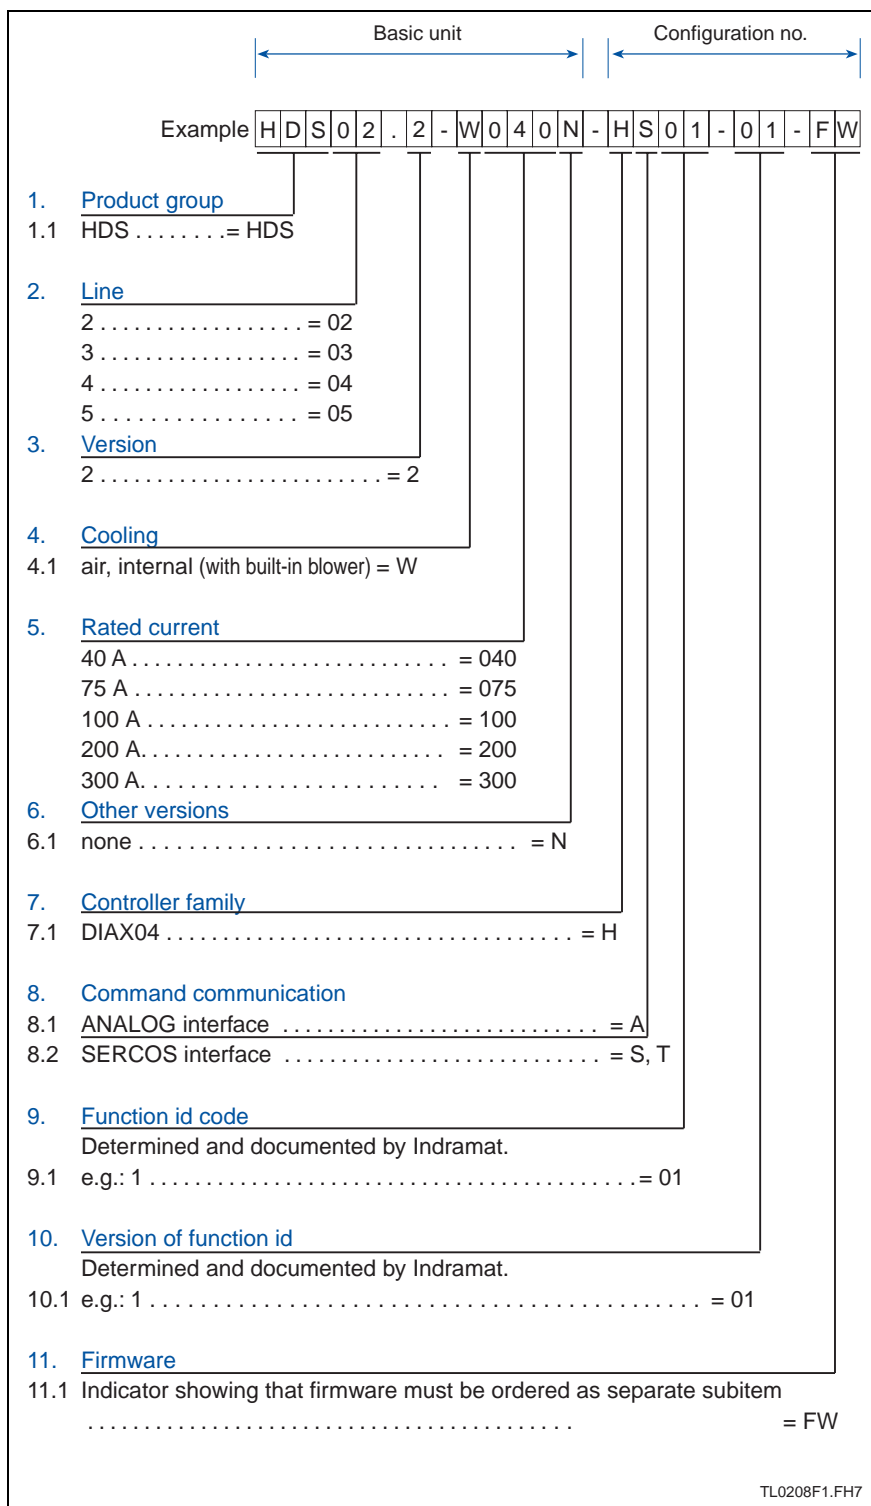 Basic unit Configuration no.
Example HDS02.2-W040N-HS01-01-FW
1. Product group
1.1 HDS . . . . . . . .= HDS
2. Line
2 . . . . . . . . . . . . . . . . . . = 02
3 . . . . . . . . . . . . . . . . . . = 03
4 . . . . . . . . . . . . . . . . . . = 04
5 . . . . . . . . . . . . . . . . . = 05
3. Version
2 . . . . . . . . . . . . . . . . . . . . . . . . . = 2
4. Cooling
4.1 air, internal (with built-in blower) = W
5. Rated current
40 A . . . . . . . . . . . . . . . . . . . . . . . . . . . . = 040
75 A . . . . . . . . . . . . . . . . . . . . . . . . . . . . = 075
100 A . . . . . . . . . . . . . . . . . . . . . . . . . . . = 100
200 A. . . . . . . . . . . . . . . . . . . . . . . . . . . = 200
300 A. . . . . . . . . . . . . . . . . . . . . . . . . . = 300
6. Other versions
6.1 none . . . . . . . . . . . . . . . . . . . . . . . . . . . . . . . = N
7. Controller family
7.1 DIAX04 . . . . . . . . . . . . . . . . . . . . . . . . . . . . . . . . . . . . = H
8. Command communication
8.1 ANALOG interface . . . . . . . . . . . . . . . . . . . . . . . . . . . . = A
8.2 SERCOS interface . . . . . . . . . . . . . . . . . . . . . . . . . . . . = S, T
9. Function id code
Determined and documented by Indramat.
9.1 e.g.: 1 . . . . . . . . . . . . . . . . . . . . . . . . . . . . . . . . . . . . . . . . . . . = 01
10. Version of function id
Determined and documented by Indramat.
10.1 e.g.: 1 . . . . . . . . . . . . . . . . . . . . . . . . . . . . . . . . . . . . . . . . . . . . . . . . . = 01
11. Firmware
11.1 Indicator showing that firmware must be ordered as separate subitem
. . . . . . . . . . . . . . . . . . . . . . . . . . . . . . . . . . . . . . . . . . . = FW
TL0208F1.FH7